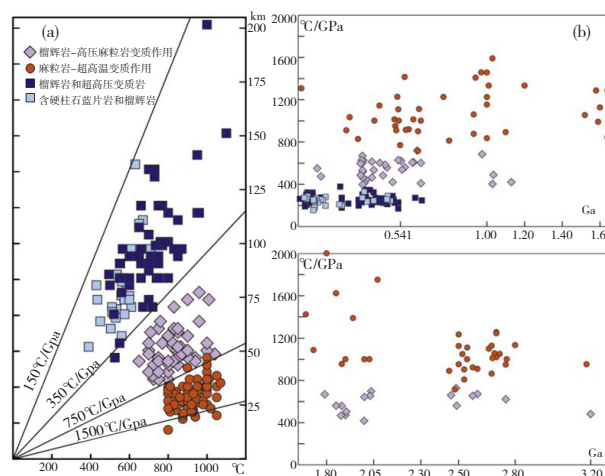 (a)
km
榴辉岩-高压麻粒岩变质作用
麻粒岩-超高温变质作用
榴辉岩和超高压变质岩
含硬柱石蓝片岩和榴辉岩
200
175
150
125
100
75
50
25
150℃/Gpa
350℃/Gpa
750℃/Gpa
1500℃/Gpa
200 400 600 800 1000 ℃
℃/GPa
(b)
2000
1600
1200
800
400
0
Ga
0.541 1.00 1.20 1.6
℃/GPa
2000
1600
1200
800
400
0
Ga
1.80 2.05 2.30 2.50 2.80 3.20